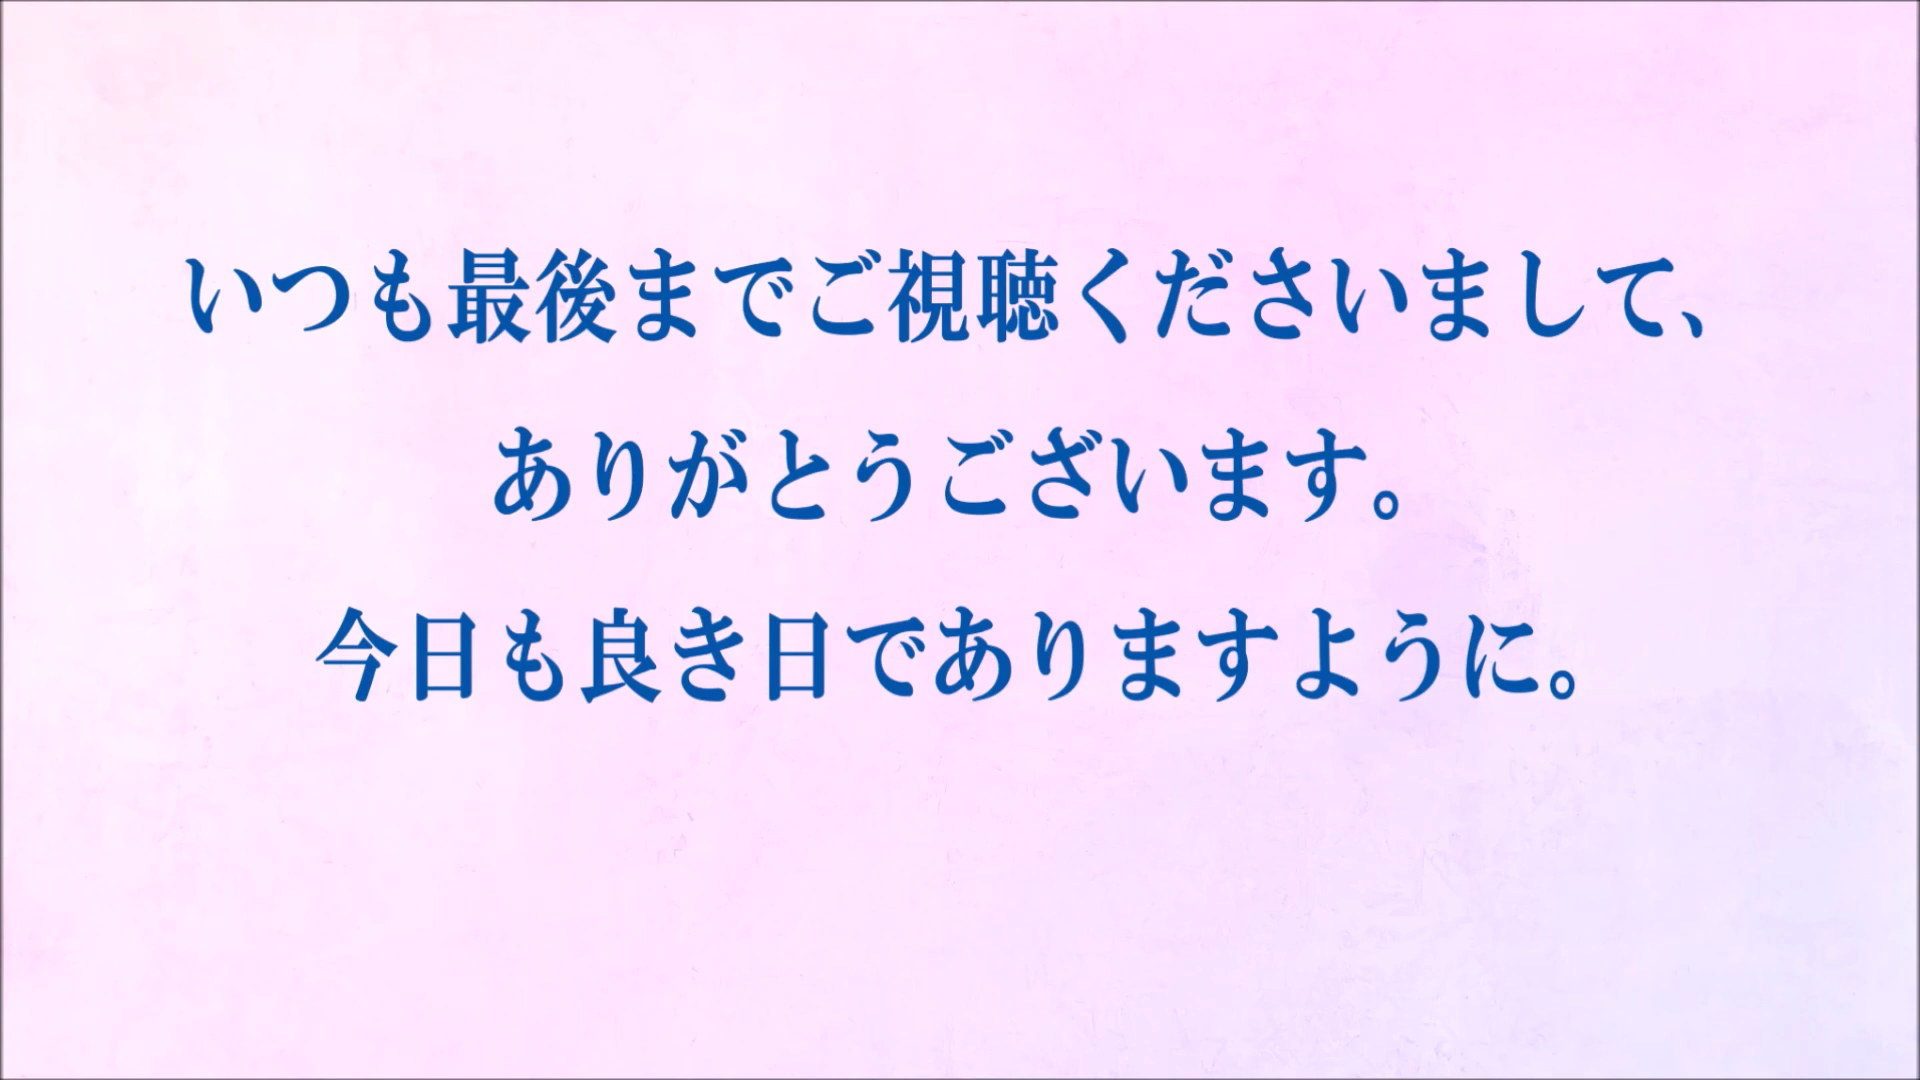 いつも最後までご視聴くださいまして、
ありがとうございます。
今日も良き日でありますように。